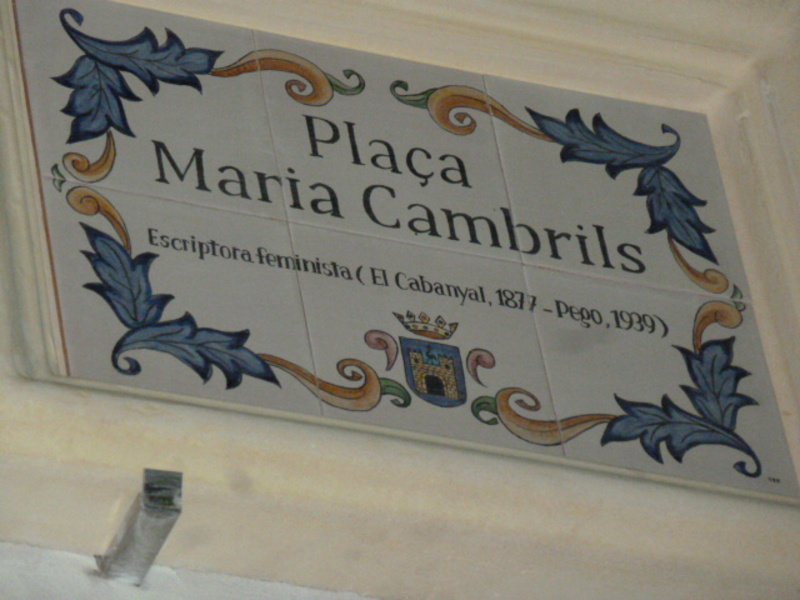 Plaça
Maria Cambrils
Escriptora feminista ( El Cabanyal, 1877 - Pego, 1939)